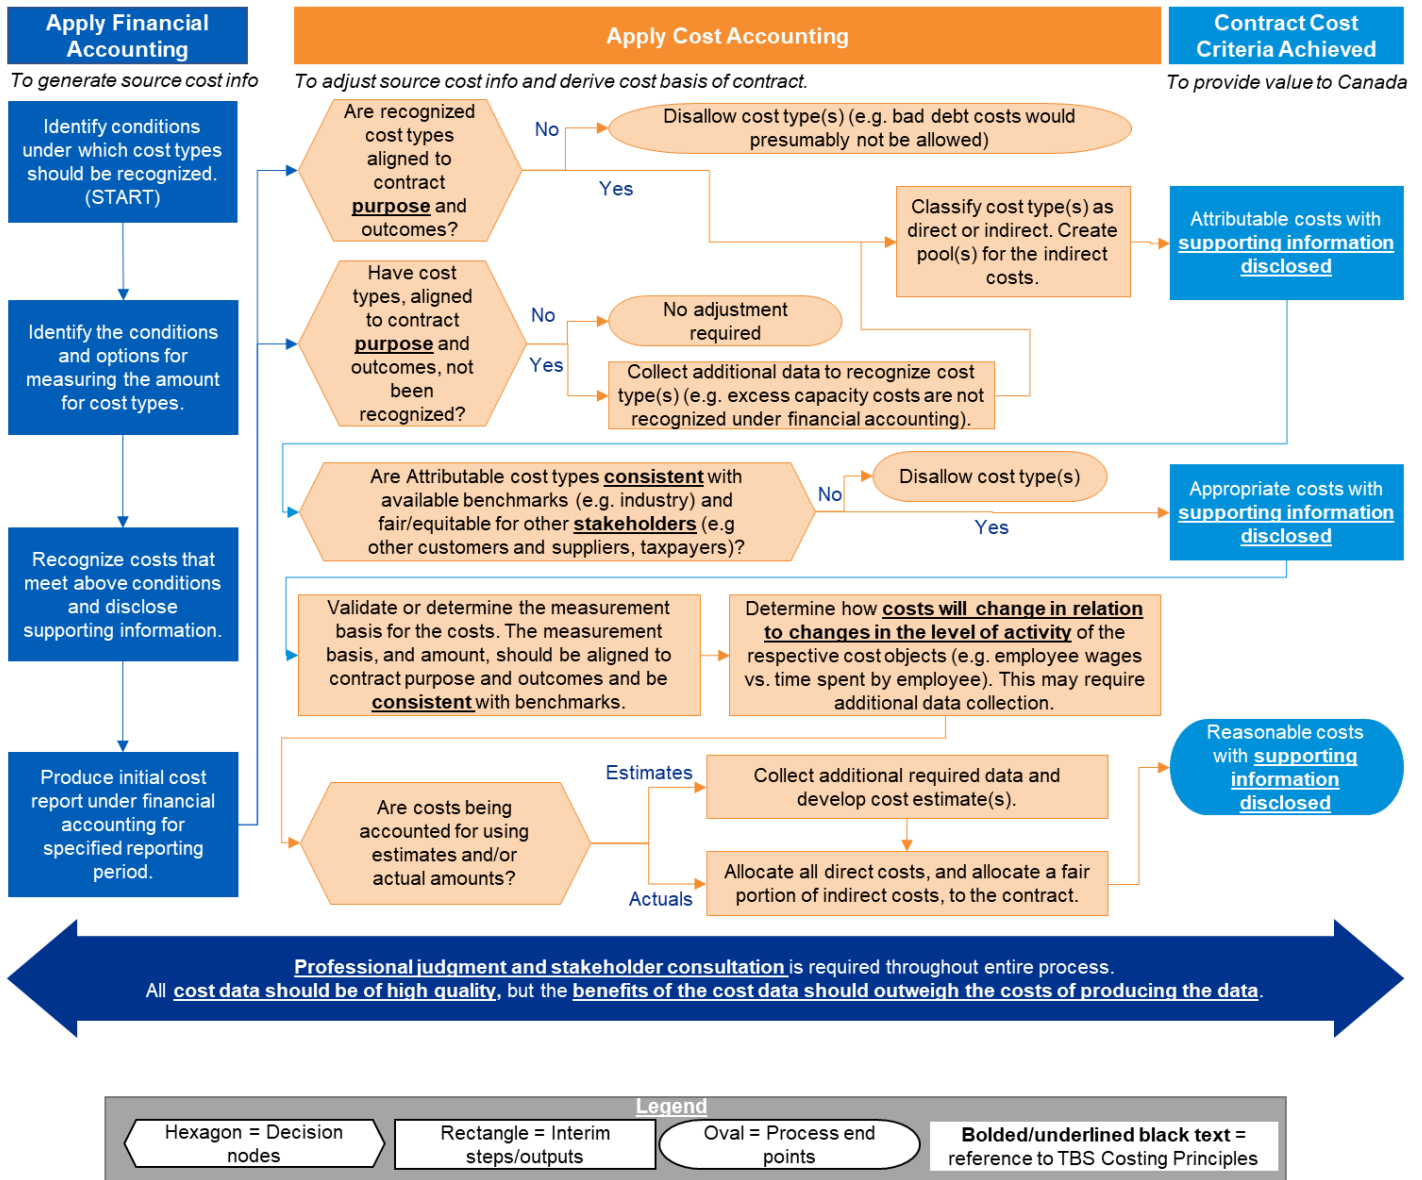 Apply Financial
Accounting
To generate source cost info
Identify conditions
under which cost types
should be recognized.
(START)
Identify the conditions
and options for
measuring the amount
for cost types.
Recognize costs that
meet above conditions
and disclose
supporting information.
Produce initial cost
report under financial
accounting for
specified reporting
period.
Apply Cost Accounting
To adjust source cost info and derive cost basis of contract.
Are recognized
cost types
aligned to
contract
purpose and
outcomes?
No
Disallow cost type(s) (e.g. bad debt costs would
presumably not be allowed)
Yes
Classify cost type(s) as
direct or indirect. Create
pool(s) for the indirect
costs.
Have cost
types, aligned
to contract
purpose and
outcomes, not
been
recognized?
No
No adjustment
required
Yes
Collect additional data to recognize cost
type(s) (e.g. excess capacity costs are not
recognized under financial accounting).
Are Attributable cost types consistent with
available benchmarks (e.g. industry) and
fair/equitable for other stakeholders (e.g
other customers and suppliers, taxpayers)?
No
Disallow cost type(s)
Yes
Validate or determine the measurement
basis for the costs. The measurement
basis, and amount, should be aligned to
contract purpose and outcomes and be
consistent with benchmarks.
Determine how costs will change in relation
to changes in the level of activity of the
respective cost objects (e.g. employee wages
vs. time spent by employee). This may require
additional data collection.
Are costs being
accounted for using
estimates and/or
actual amounts?
Estimates
Collect additional required data and
develop cost estimate(s).
Actuals
Allocate all direct costs, and allocate a fair
portion of indirect costs, to the contract.
Contract Cost
Criteria Achieved
To provide value to Canada
Attributable costs with
supporting information
disclosed
Appropriate costs with
supporting information
disclosed
Reasonable costs
with supporting
information
disclosed
Professional judgment and stakeholder consultation is required throughout entire process.
All cost data should be of high quality, but the benefits of the cost data should outweigh the costs of producing the data.
Legend
Hexagon = Decision
nodes
Rectangle = Interim
steps/outputs
Oval = Process end
points
Bolded/underlined black text =
reference to TBS Costing Principles